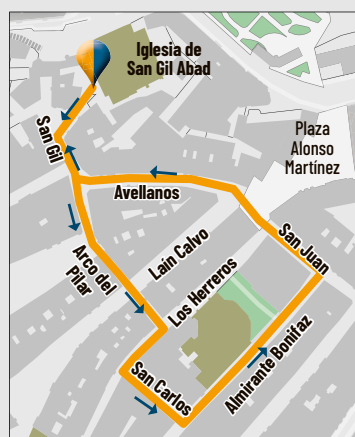 Iglesia de
San Gil Abad
San Gil
Plaza
Alonso
Martínez
Avellanos
San Juan
Laín Calvo
Arco del
Pilar
Los Herreros
Almirante Bonifaz
San Carlos